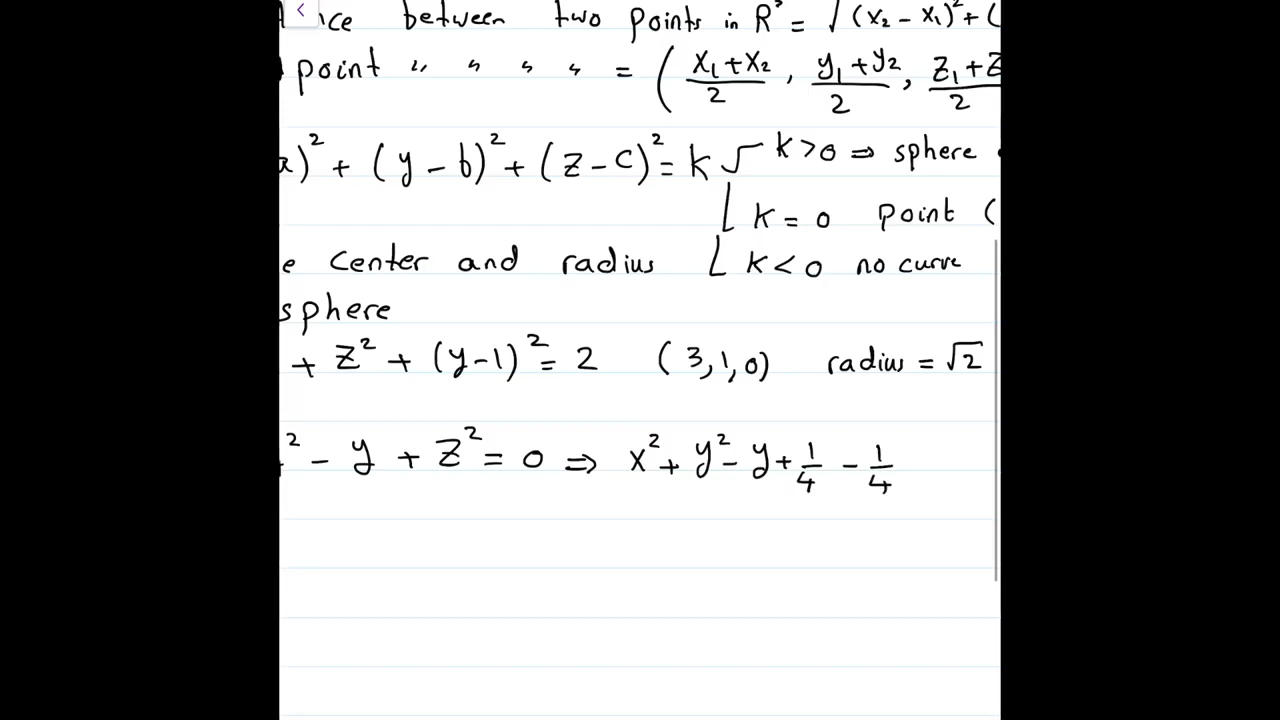 between two points in R³ = √(x₂ - x₁)² + (
point " " " " = ( x₁+x₂/2 , y₁+y₂/2 , z₁+z/2
a)² + (y - b)² + (z - c)² = k k > 0 ⇒ sphere
k = 0 point (
e center and radius k < 0 no curve
sphere
+ z² + (y-1)² = 2 (3,1,0) radius = √2
² - y + z² = 0 ⇒ x² + y² - y + 1/4 - 1/4